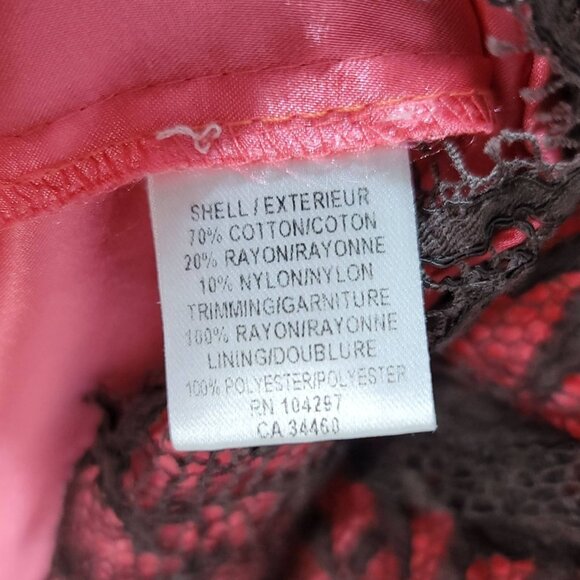 SHELL/EXTERIEUR
70% COTTON/COTON
20% RAYON/RAYONNE
10% NYLON/NYLON
TRIMMING/GARNITURE
100% RAYON/RAYONNE
LINING/DOUBLURE
100% POLYESTER/POLYESTER
RN 104297
CA 34460